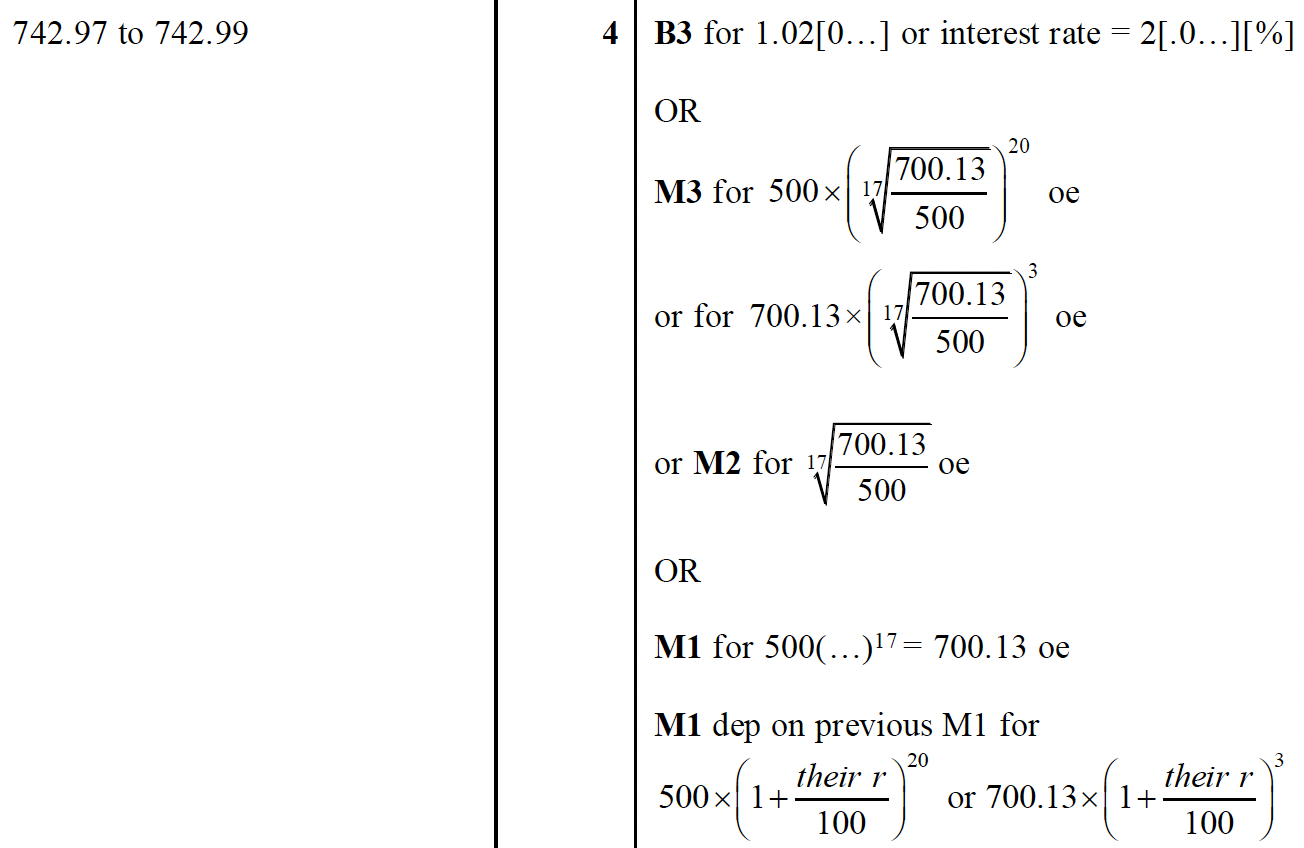 742.97 to 742.99 4 B3 for 1.02[0…] or interest rate = 2[.0…][%]
OR
M3 for 500 × ( 17√(700.13/500) )^20 oe
or for 700.13 × ( 17√(700.13/500) )^3 oe
or M2 for 17√(700.13/500) oe
OR
M1 for 500(…)^17 = 700.13 oe
M1 dep on previous M1 for
500 × ( 1 + their r/100 )^20 or 700.13 × ( 1 + their r/100 )^3